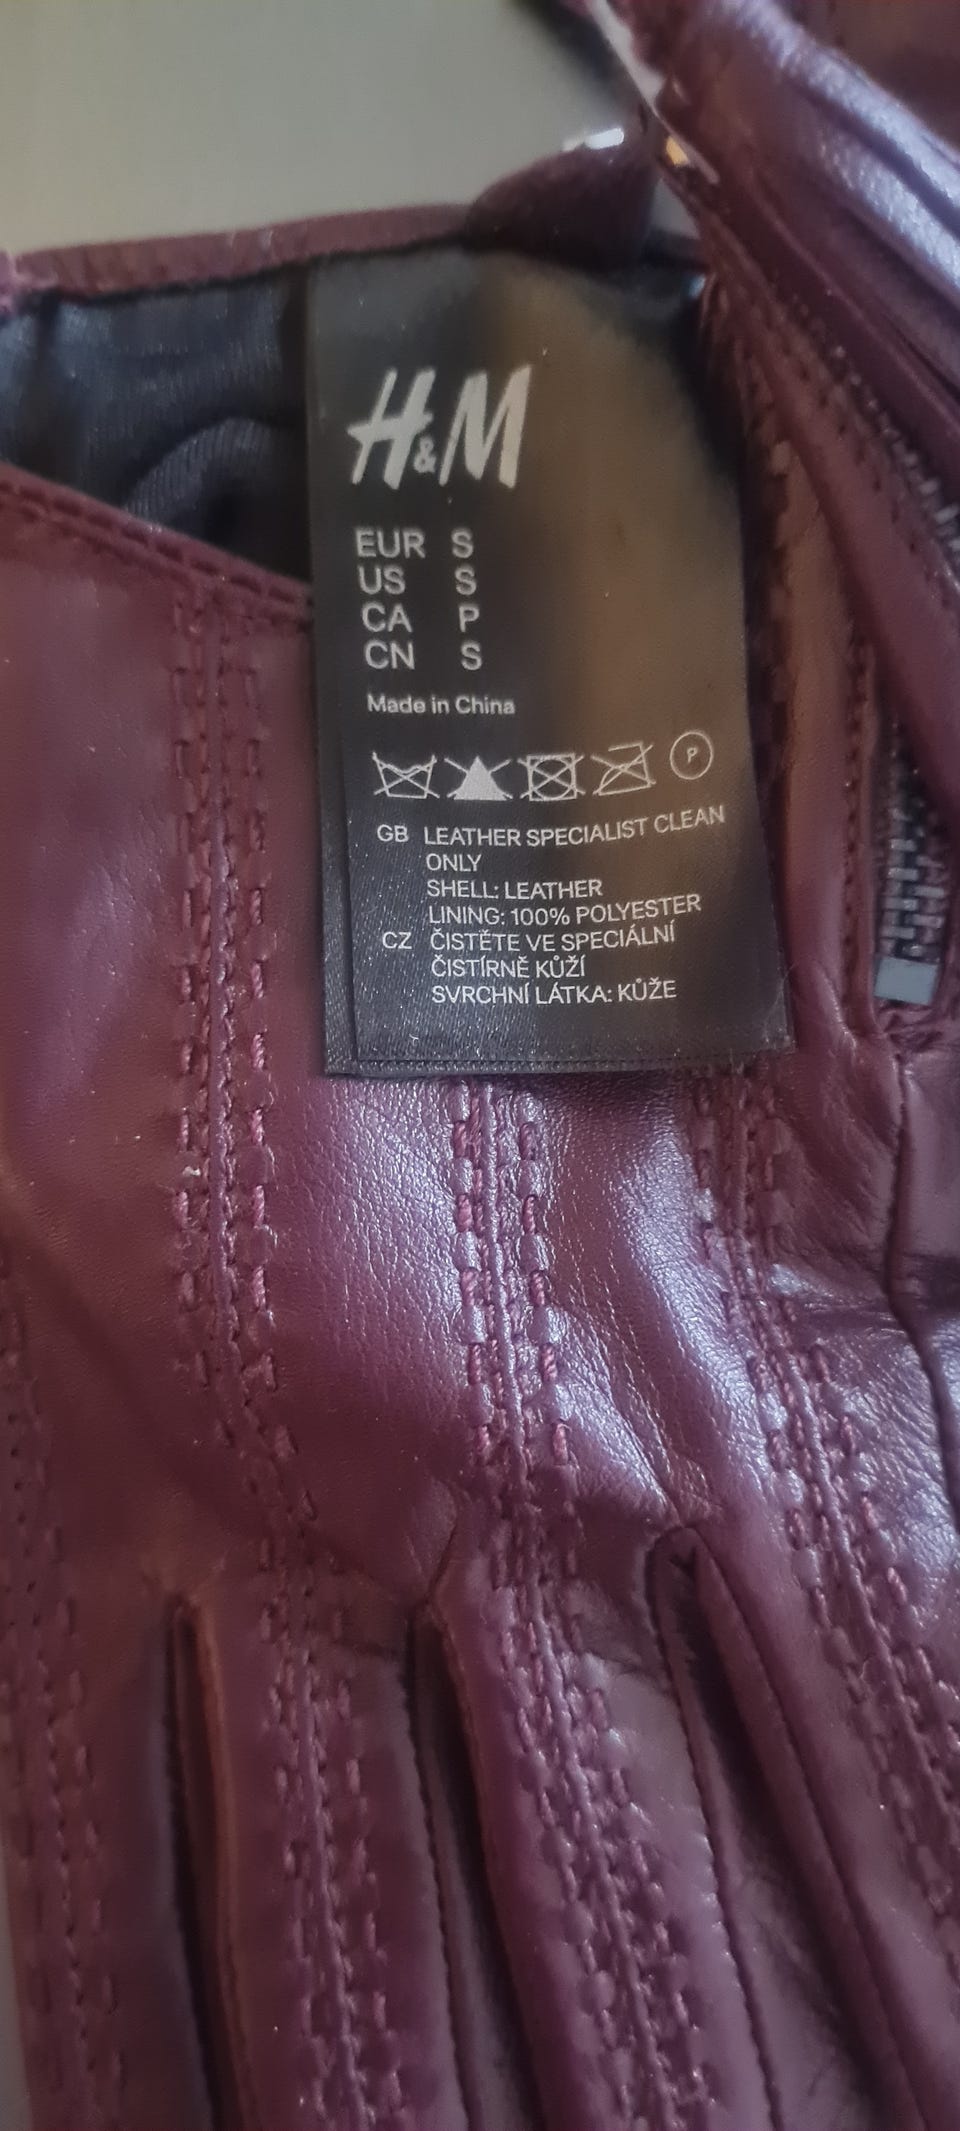 H&M
EUR S
US S
CA P
CN S
Made in China
P
GB LEATHER SPECIALIST CLEAN
ONLY
SHELL: LEATHER
LINING: 100% POLYESTER
CZ ČISTĚTE VE SPECIÁLNÍ
ČISTÍRNĚ KŮŽÍ
SVRCHNÍ LÁTKA: KŮŽE